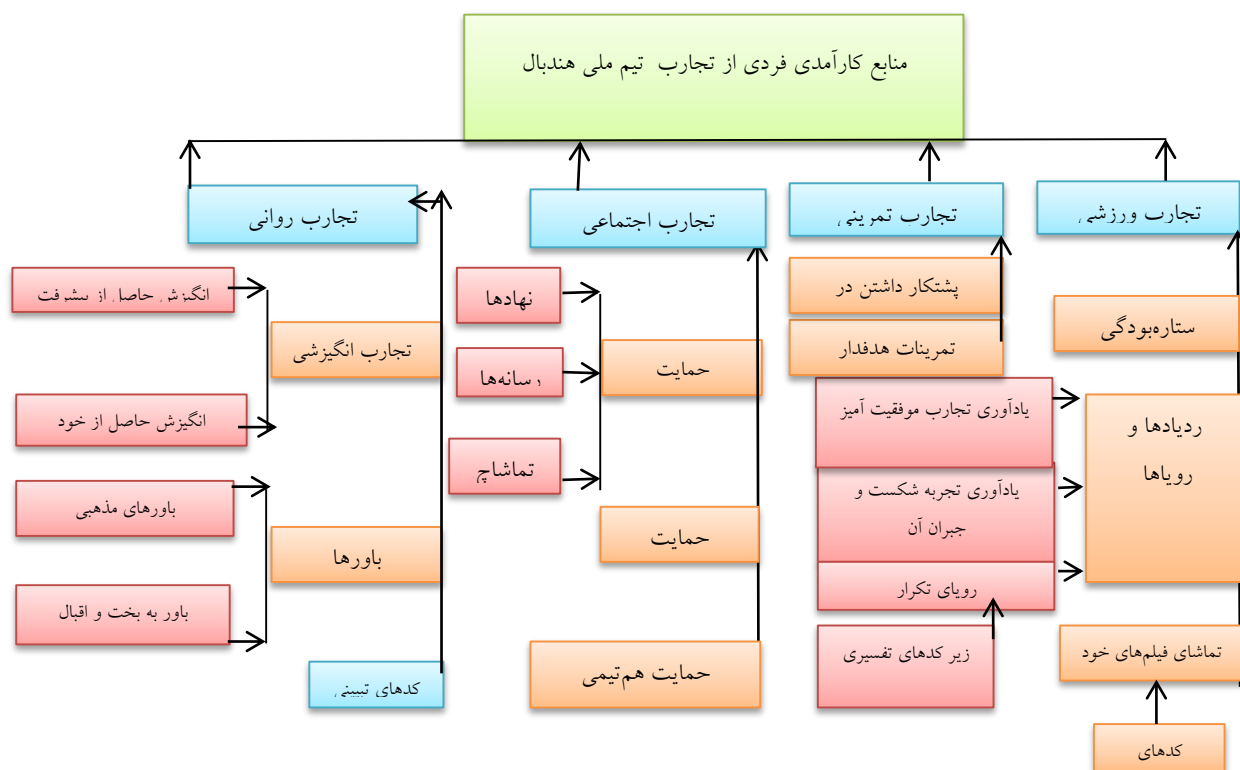 منابع کارآمدی فردی از تجارب تیم ملی هندبال
تجارب ورزشی
تجارب تمرینی
تجارب اجتماعی
تجارب روانی
ستاره‌بودگی
ردیادها و
رویاها
یادآوری تجارب موفقیت آمیز
یادآوری تجربه شکست و
جبران آن
رویای تکرار
تماشای فیلم‌های خود
کدهای
زیر کدهای تفسیری
پشتکار داشتن در
تمرینات هدفدار
حمایت
نهادها
رسانه‌ها
تماشاچ
حمایت
حمایت هم‌تیمی
تجارب انگیزشی
انگیزش حاصل از پیشرفت
انگیزش حاصل از خود
باورها
باورهای مذهبی
باور به بخت و اقبال
کدهای تبیینی